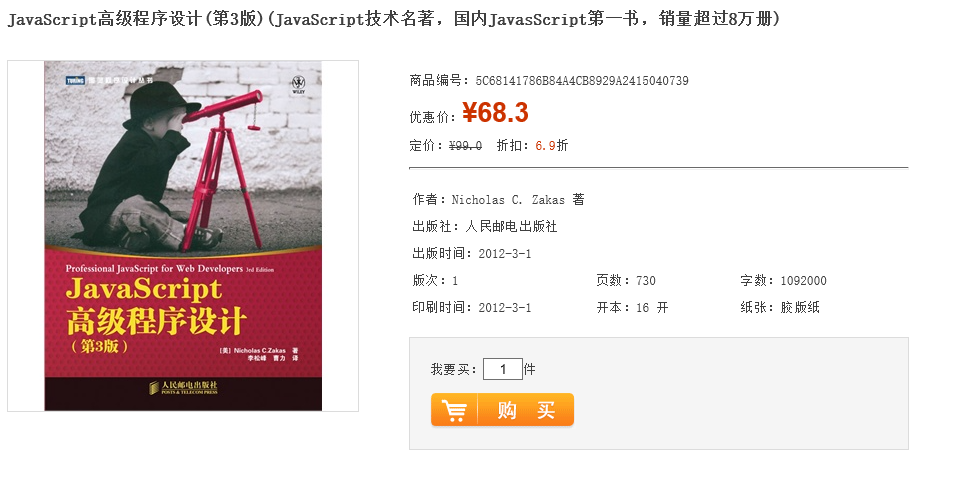 JavaScript高级程序设计(第3版)(JavaScript技术名著，国内JavasScript第一书，销量超过8万册)
TURING
图灵程序设计丛书
WILEY
Professional JavaScript for Web Developers 3rd Edition
JavaScript
高级程序设计
（第3版）
[美] Nicholas C.Zakas 著
李松峰 曹力 译
人民邮电出版社
POSTS & TELECOM PRESS
商品编号：5C68141786B84A4CB8929A2415040739
优惠价：¥68.3
定价：¥99.0 折扣：6.9折
作者：Nicholas C. Zakas 著
出版社：人民邮电出版社
出版时间：2012-3-1
版次：1 页数：730 字数：1092000
印刷时间：2012-3-1 开本：16 开 纸张：胶版纸
我要买：1件
购 买